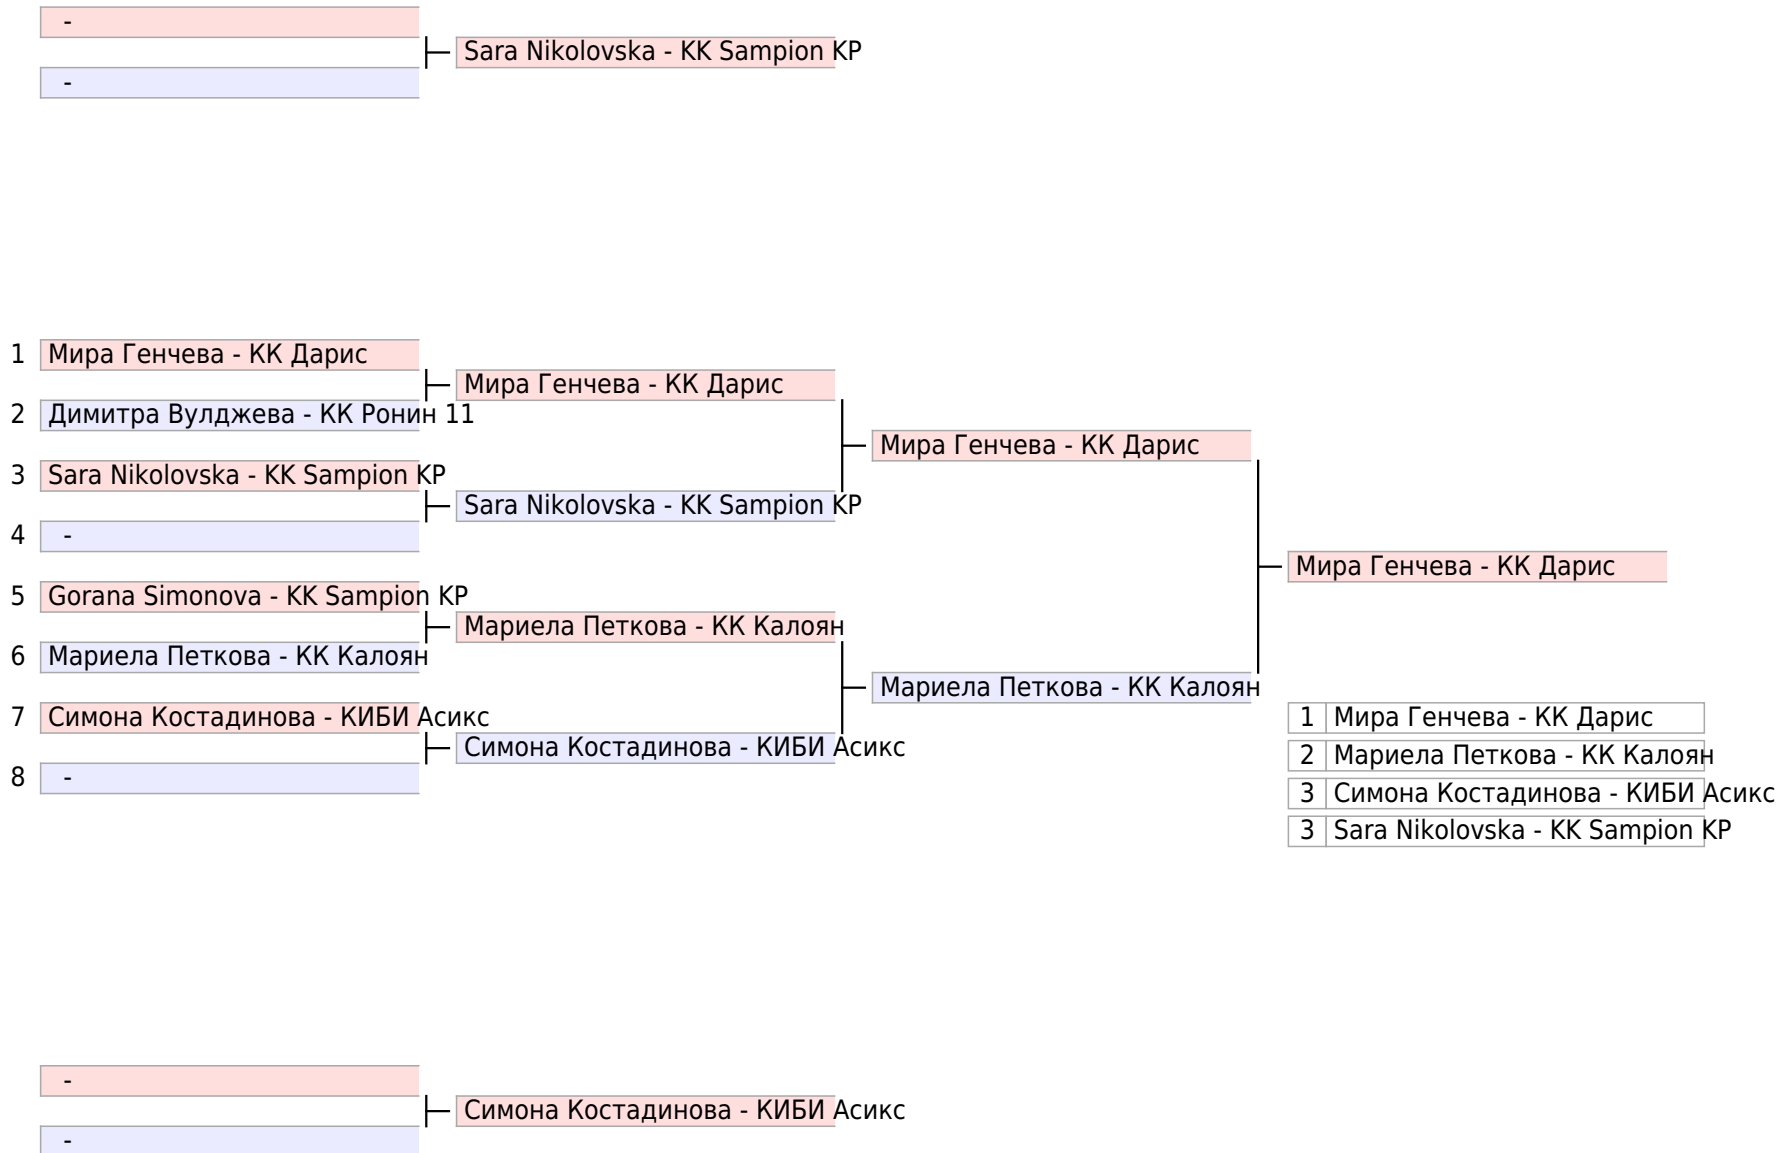 -
Sara Nikolovska - KK Sampion KP
-
1 Мира Генчева - КК Дарис
Мира Генчева - КК Дарис
2 Димитра Вулджева - КК Ронин 11
Мира Генчева - КК Дарис
3 Sara Nikolovska - KK Sampion KP
Sara Nikolovska - KK Sampion KP
4 -
Мира Генчева - КК Дарис
5 Gorana Simonova - KK Sampion KP
Мариела Петкова - КК Калоян
6 Мариела Петкова - КК Калоян
Мариела Петкова - КК Калоян
7 Симона Костадинова - КИБИ Асикс
1 Мира Генчева - КК Дарис
Симона Костадинова - КИБИ Асикс
2 Мариела Петкова - КК Калоян
8 -
3 Симона Костадинова - КИБИ Асикс
3 Sara Nikolovska - KK Sampion KP
-
Симона Костадинова - КИБИ Асикс
-